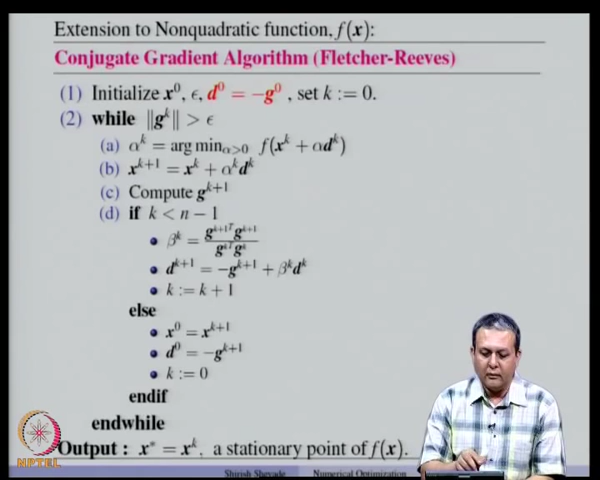 Extension to Nonquadratic function, f(x):
Conjugate Gradient Algorithm (Fletcher-Reeves)
(1) Initialize x⁰, ϵ, d⁰ = −g⁰ , set k := 0.
(2) while ‖gᵏ‖ > ϵ
(a) αᵏ = arg min_{α>0} f(xᵏ + αdᵏ)
(b) xᵏ⁺¹ = xᵏ + αᵏdᵏ
(c) Compute gᵏ⁺¹
(d) if k < n − 1
• βᵏ = gᵏ⁺¹ᵀgᵏ⁺¹ / gᵏᵀgᵏ
• dᵏ⁺¹ = −gᵏ⁺¹ + βᵏdᵏ
• k := k + 1
else
• x⁰ = xᵏ⁺¹
• d⁰ = −gᵏ⁺¹
• k := 0
endif
endwhile
Output : x* = xᵏ, a stationary point of f(x).
NPTEL
Shirish Shevade Numerical Optimization